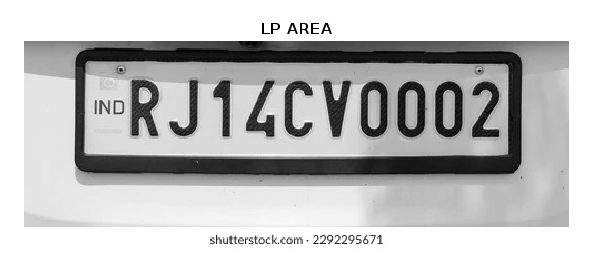 LP AREA
IND RJ14CV0002
shutterstock.com · 2292295671